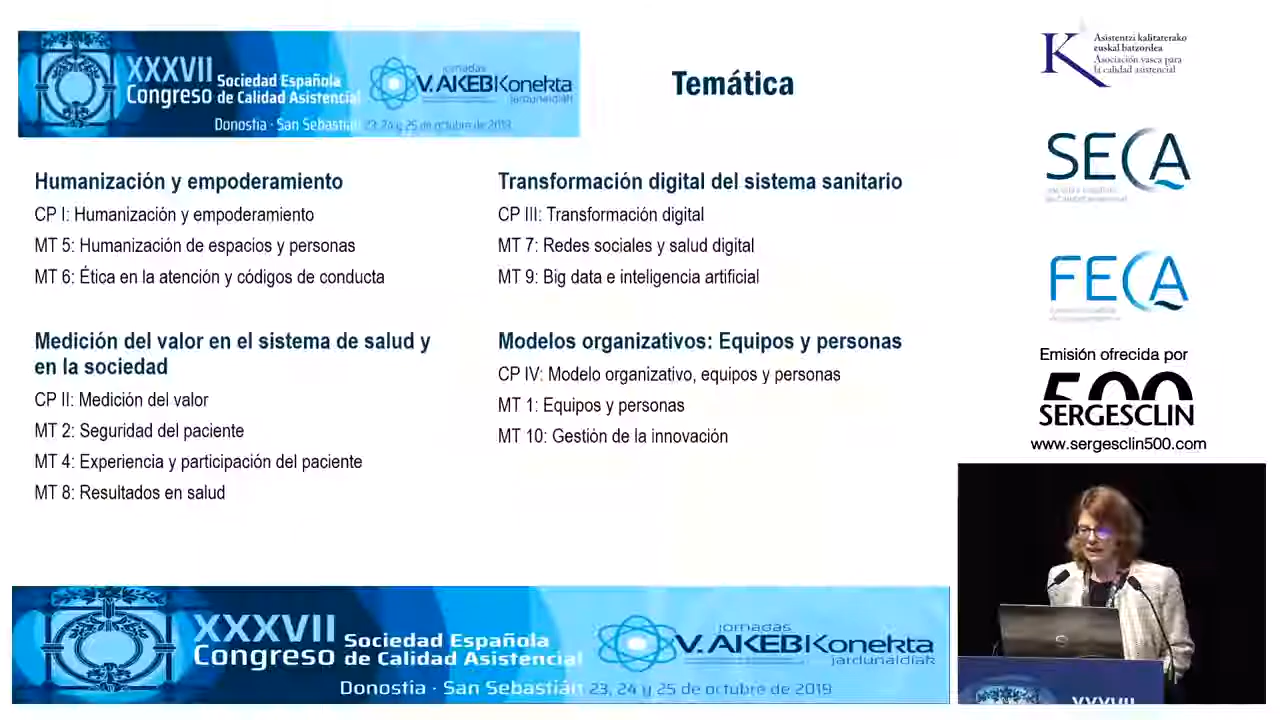 XXXVII
Congreso
Sociedad Española
de Calidad Asistencial
Donostia · San Sebastián 23, 24 y 25 de octubre de 2019
jornadas
V. AKEB Konekta
jardunaldiak
Temática
Humanización y empoderamiento
CP I: Humanización y empoderamiento
MT 5: Humanización de espacios y personas
MT 6: Ética en la atención y códigos de conducta
Medición del valor en el sistema de salud y
en la sociedad
CP II: Medición del valor
MT 2: Seguridad del paciente
MT 4: Experiencia y participación del paciente
MT 8: Resultados en salud
Transformación digital del sistema sanitario
CP III: Transformación digital
MT 7: Redes sociales y salud digital
MT 9: Big data e inteligencia artificial
Modelos organizativos: Equipos y personas
CP IV: Modelo organizativo, equipos y personas
MT 1: Equipos y personas
MT 10: Gestión de la innovación
K
Asistentzi kalitaterako
euskal batzordea
Asociación vasca para
la calidad asistencial
SECA
FECA
Emisión ofrecida por
500
SERGESCLIN
www.sergesclin500.com
XXXVII
Congreso
Sociedad Española
de Calidad Asistencial
Donostia · San Sebastián 23, 24 y 25 de octubre de 2019
jornadas
V. AKEB Konekta
jardunaldiak
XXXVII